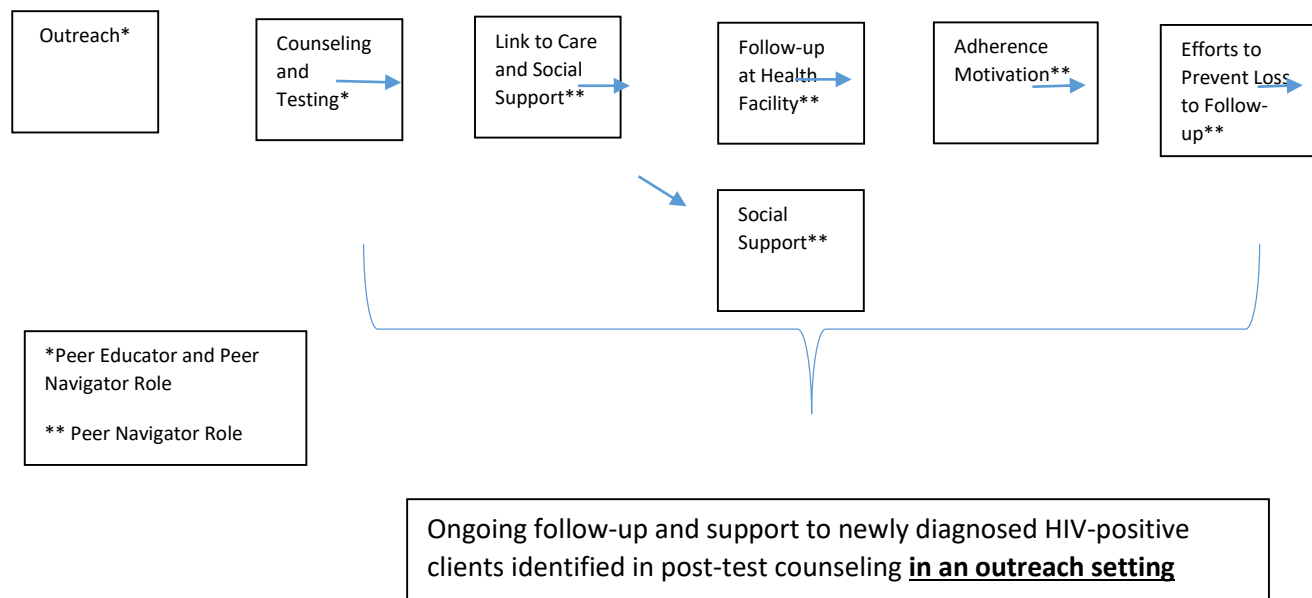 Outreach*
Counseling
and
Testing*
Link to Care
and Social
Support**
Follow-up
at Health
Facility**
Adherence
Motivation**
Efforts to
Prevent Loss
to Follow-
up**
Social
Support**
*Peer Educator and Peer
Navigator Role
** Peer Navigator Role
Ongoing follow-up and support to newly diagnosed HIV-positive
clients identified in post-test counseling in an outreach setting